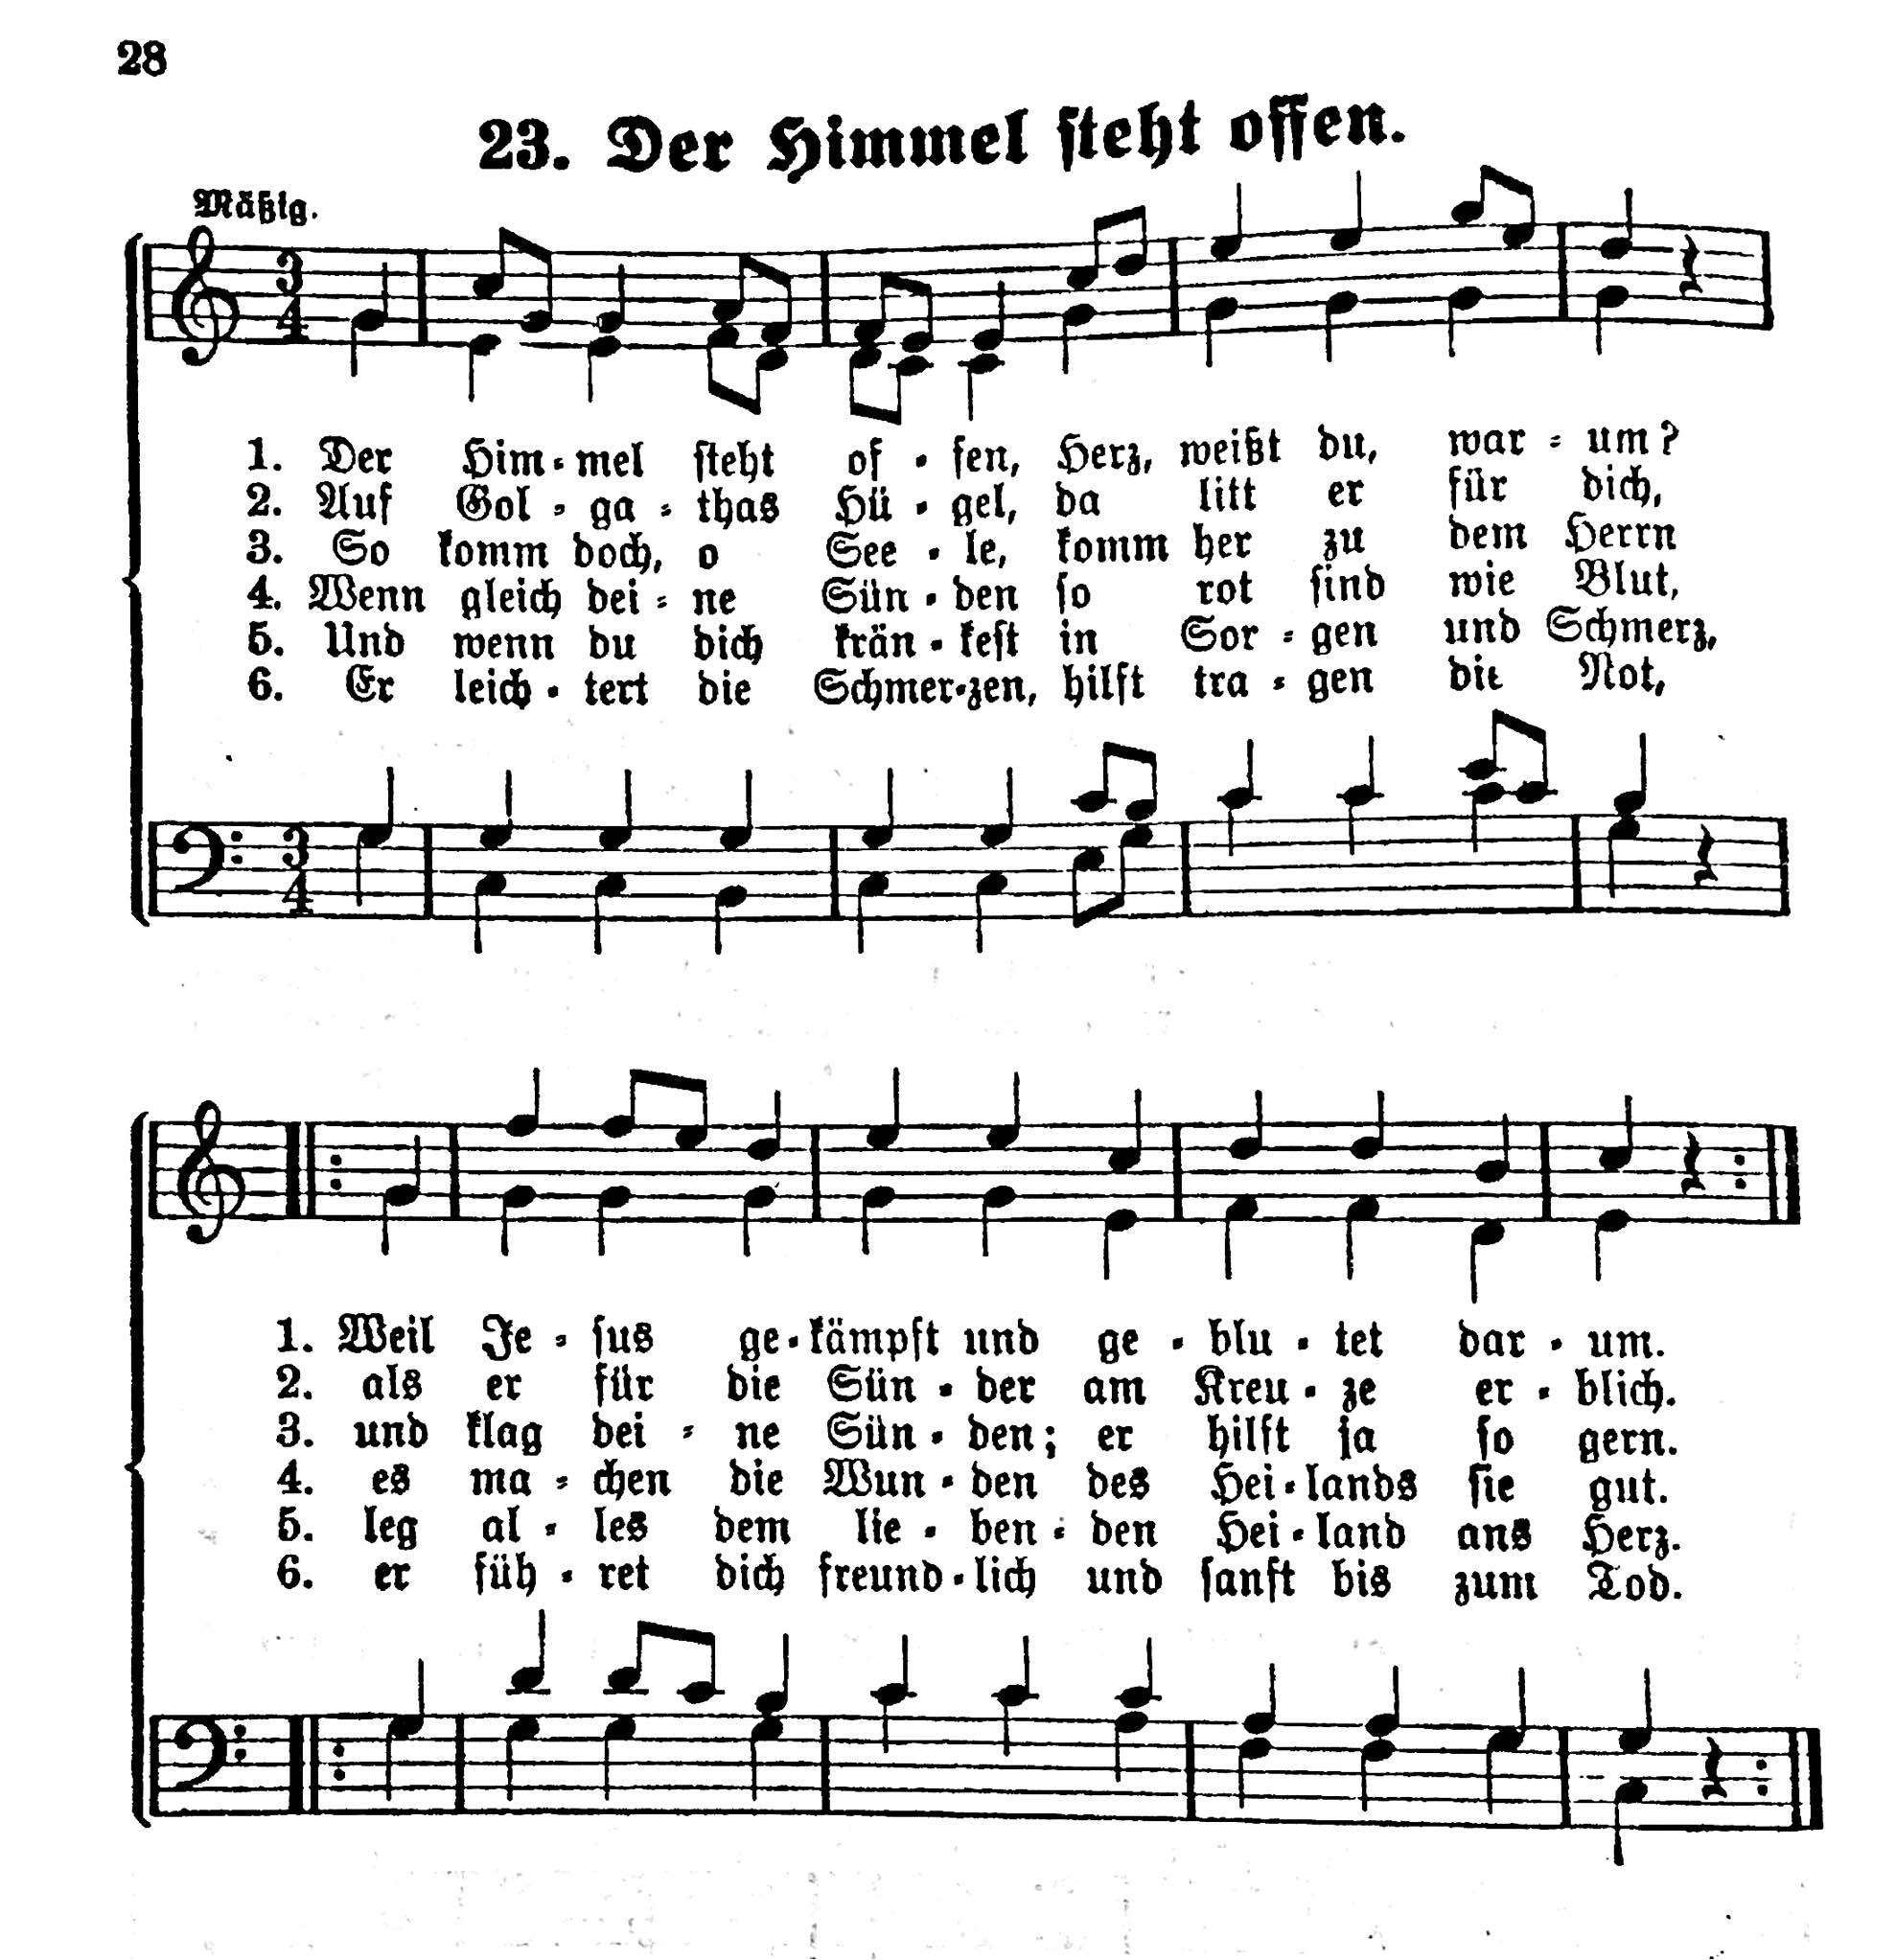 28
23. Der Himmel steht offen.
Mäßig.
1. Der Him-mel steht of-fen, Herz, weißt du, war-um?
2. Auf Gol-ga-thas Hü-gel, da litt er für dich,
3. So komm doch, o See-le, komm her zu dem Herrn
4. Wenn gleich dei-ne Sün-den so rot sind wie Blut,
5. Und wenn du dich krän-kest in Sor-gen und Schmerz,
6. Er leich-tert die Schmer-zen, hilft tra-gen die Not,
1. Weil Je-sus ge-kämpft und ge-blu-tet dar-um.
2. als er für die Sün-der am Kreu-ze er-blich.
3. und klag dei-ne Sün-den; er hilft ja so gern.
4. es ma-chen die Wun-den des Hei-lands sie gut.
5. leg al-les dem lie-ben-den Hei-land ans Herz.
6. er füh-ret dich freund-lich und sanft bis zum Tod.